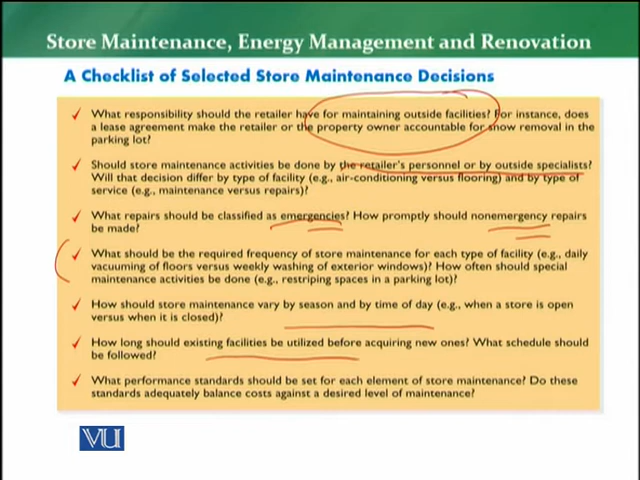 Store Maintenance, Energy Management and Renovation
A Checklist of Selected Store Maintenance Decisions
What responsibility should the retailer have for maintaining outside facilities? For instance, does
a lease agreement make the retailer or the property owner accountable for snow removal in the
parking lot?
Should store maintenance activities be done by the retailer's personnel or by outside specialists?
Will that decision differ by type of facility (e.g., air-conditioning versus flooring) and by type of
service (e.g., maintenance versus repairs)?
What repairs should be classified as emergencies? How promptly should nonemergency repairs
be made?
What should be the required frequency of store maintenance for each type of facility (e.g., daily
vacuuming of floors versus weekly washing of exterior windows)? How often should special
maintenance activities be done (e.g., restriping spaces in a parking lot)?
How should store maintenance vary by season and by time of day (e.g., when a store is open
versus when it is closed)?
How long should existing facilities be utilized before acquiring new ones? What schedule should
be followed?
What performance standards should be set for each element of store maintenance? Do these
standards adequately balance costs against a desired level of maintenance?
VU